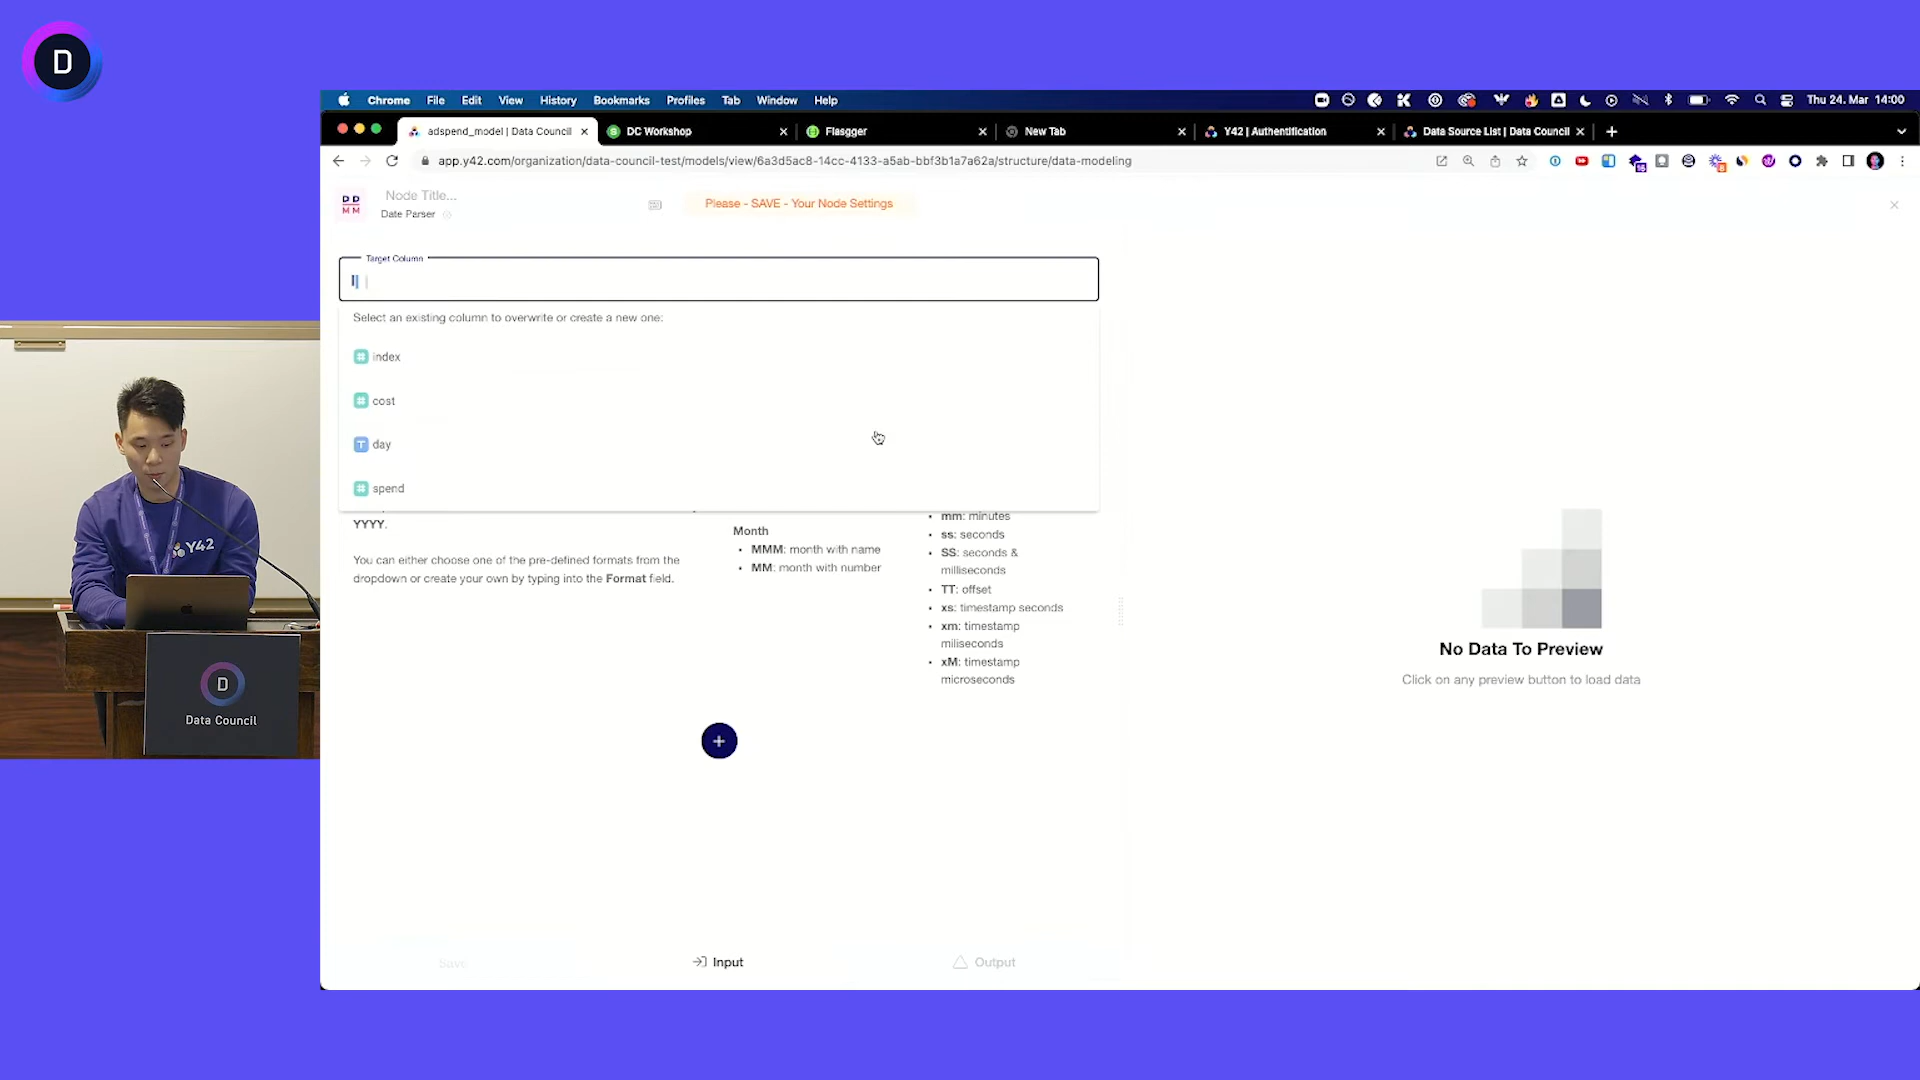 D
Chrome File Edit View History Bookmarks Profiles Tab Window Help
Thu 24. Mar 14:00
adspend_model | Data Council
DC Workshop
Flasgger
New Tab
Y42 | Authentification
Data Source List | Data Council
app.y42.com/organization/data-council-test/models/view/6a3d5ac8-14cc-4133-a5ab-bbf3b1a7a62a/structure/data-modeling
DD
MM
Node Title...
Date Parser
Please - SAVE - Your Node Settings
Target Column
Select an existing column to overwrite or create a new one:
# index
# cost
T day
# spend
YYYY.
You can either choose one of the pre-defined formats from the
dropdown or create your own by typing into the Format field.
Month
• MMM: month with name
• MM: month with number
• mm: minutes
• ss: seconds
• SS: seconds &
milliseconds
• TT: offset
• xs: timestamp seconds
• xm: timestamp
miliseconds
• xM: timestamp
microseconds
+
No Data To Preview
Click on any preview button to load data
Save
Input
Output
Y42
D
Data Council